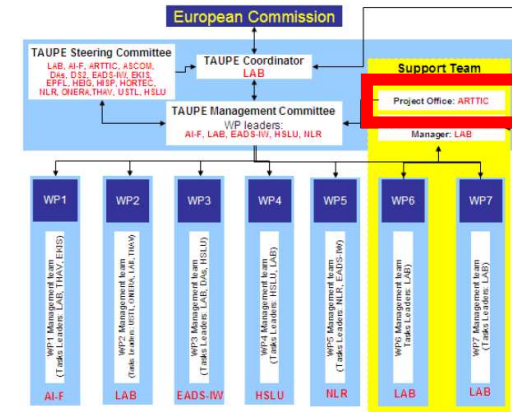 European Commission
TAUPE Steering Committee
LAB, AI-F, ARTTIC, ASCOM,
DAs, DS2, EADS-IW, EKIS,
EPFL, HEIG, HISP, HORTEC,
NLR, ONERA,THAV, USTL, HSLU
TAUPE Coordinator
LAB
Support Team
Project Office: ARTTIC
Manager: LAB
TAUPE Management Committee
WP leaders:
AI-F, LAB, EADS-IW, HSLU, NLR
WP1
WP2
WP3
WP4
WP5
WP6
WP7
WP1 Management team
(Tasks Leaders: LAB, THAV, EKIS)
WP2 Management team
(Tasks Leaders: USTL, ONERA, LAB,THAV)
WP3 Management team
(Tasks Leaders: LAB, DAs, HSLU)
WP4 Management team
(Tasks Leaders: HSLU, LAB)
WP5 Management team
(Tasks Leaders: NLR, EADS-IW)
WP6 Management team
Tasks Leaders: LAB)
WP7 Management team
(Tasks Leaders: LAB)
AI-F
LAB
EADS-IW
HSLU
NLR
LAB
LAB